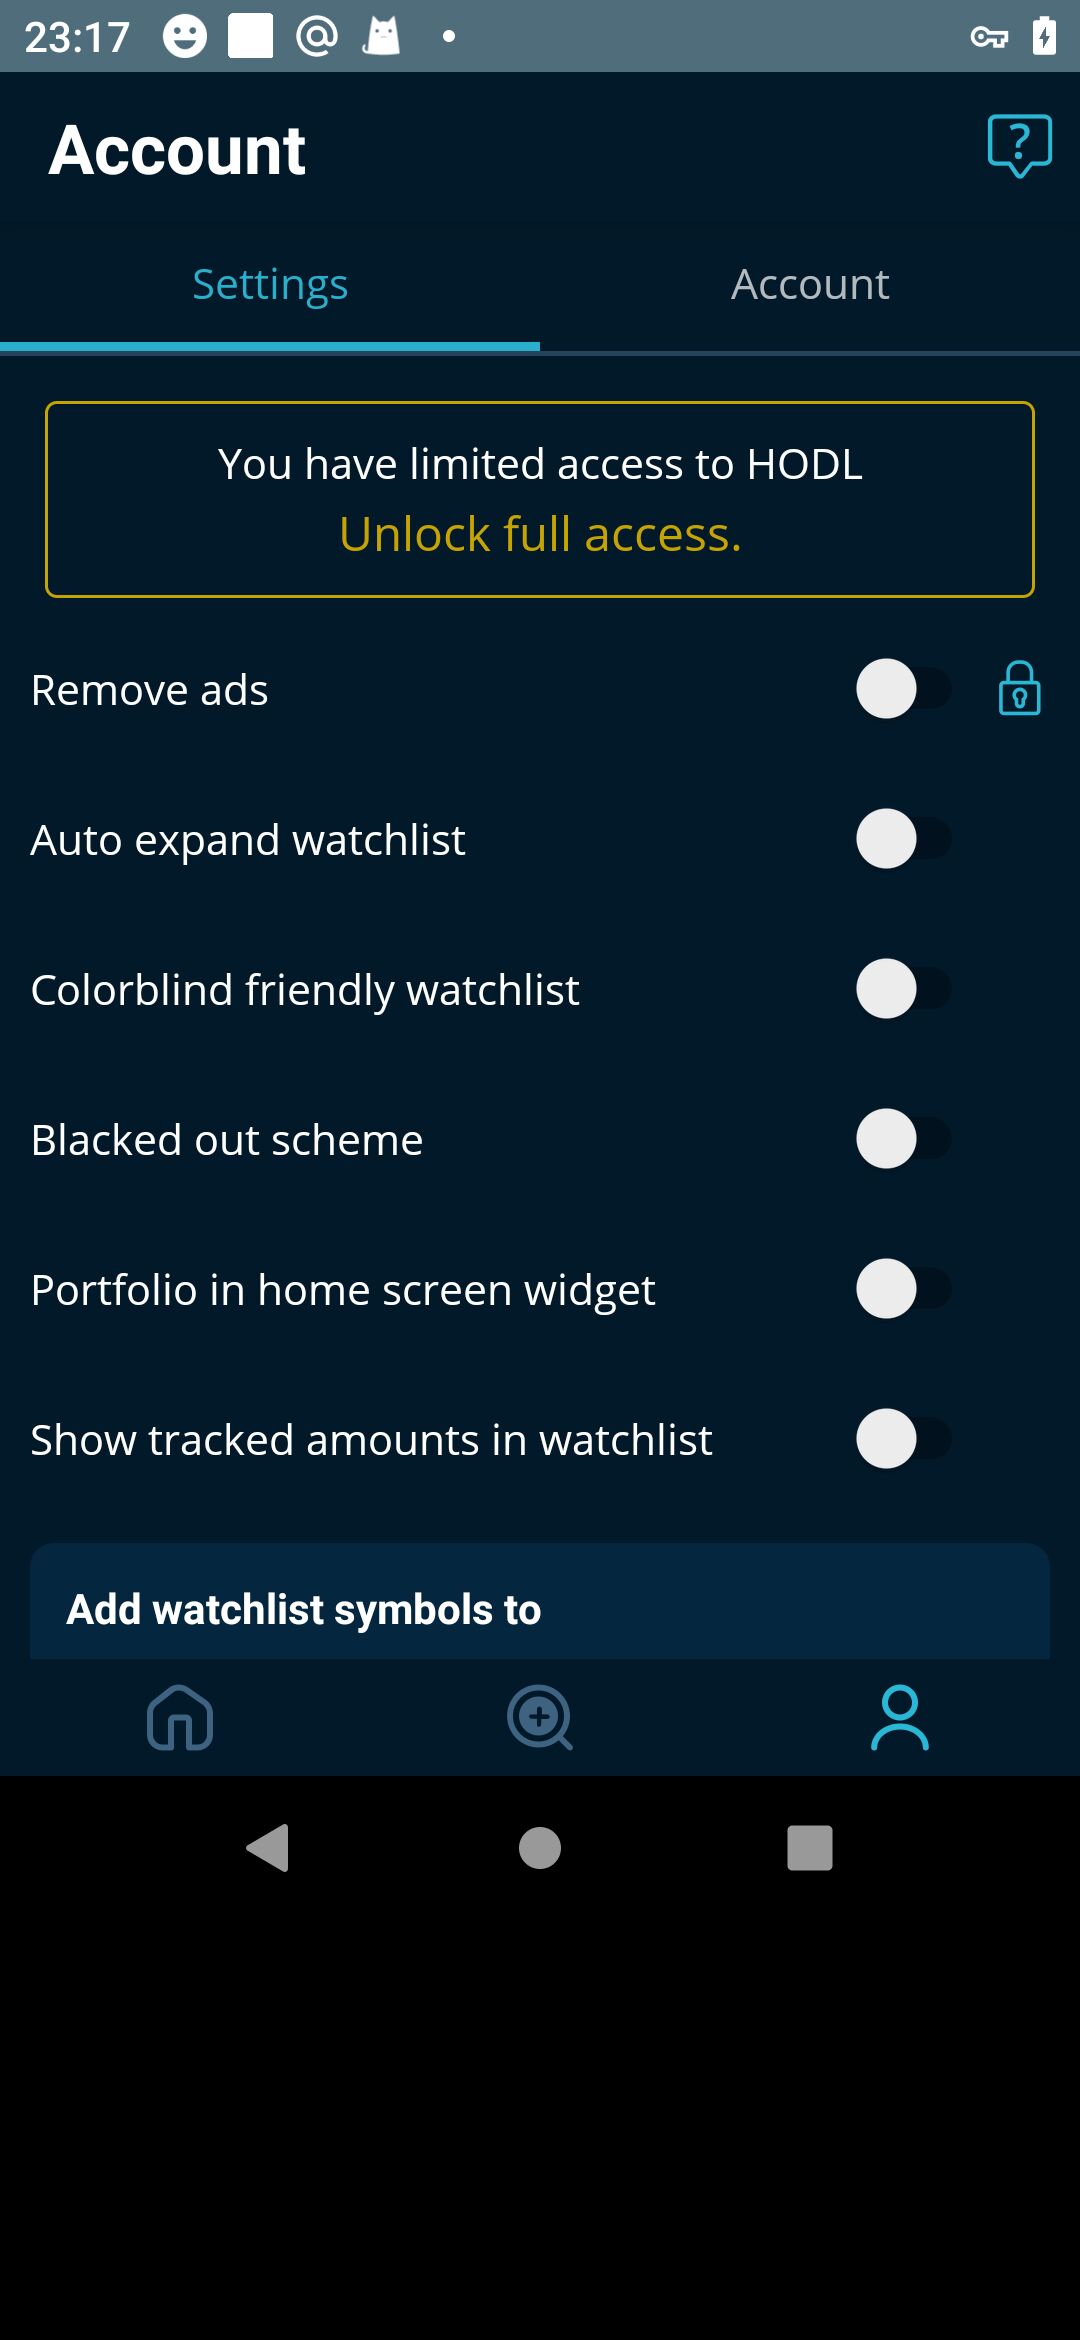 23:17
Account
Settings
Account
You have limited access to HODL
Unlock full access.
Remove ads
Auto expand watchlist
Colorblind friendly watchlist
Blacked out scheme
Portfolio in home screen widget
Show tracked amounts in watchlist
Add watchlist symbols to